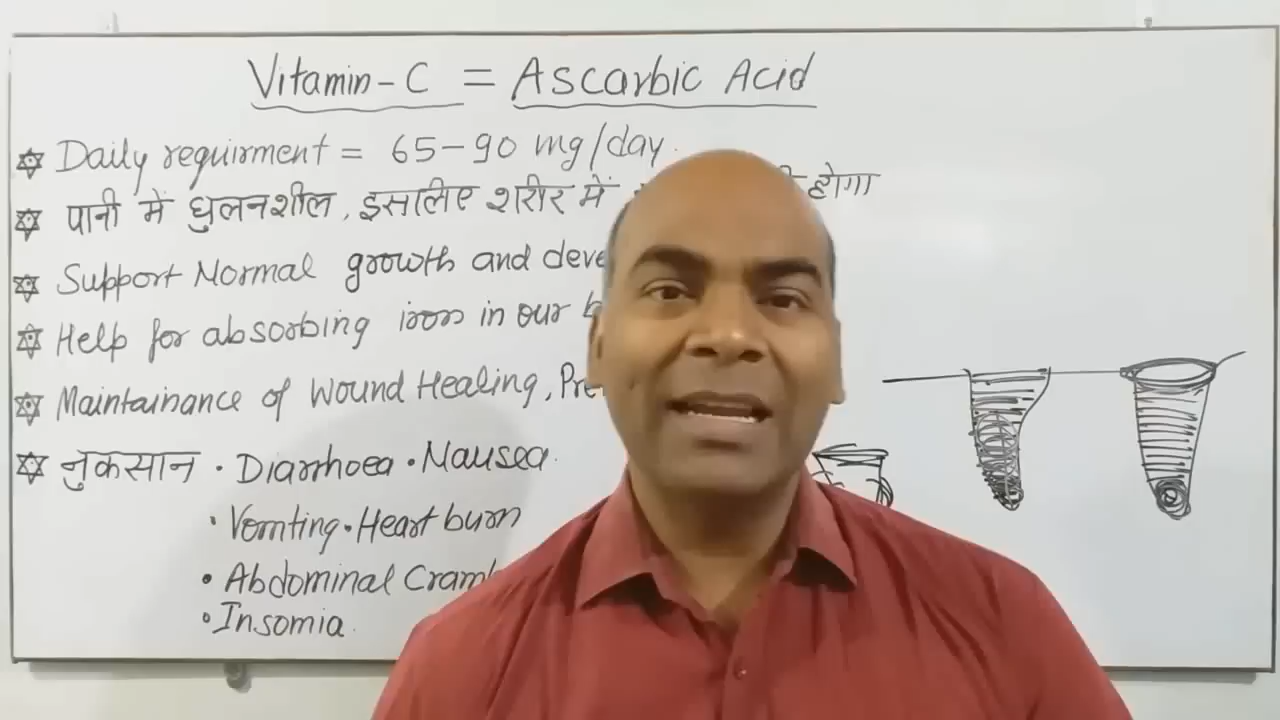 Vitamin-C = Ascarbic Acid
Daily requirment = 65-90 mg/day.
पानी में घुलनशील, इसलिए शरीर में होगा
Support Normal growth and deve
Help for absorbing iron in our b
Maintainance of Wound Healing, Pre
नुकसान • Diarrhoea • Nausea.
• Vomting • Heart burn
• Abdominal Cramb
• Insomia